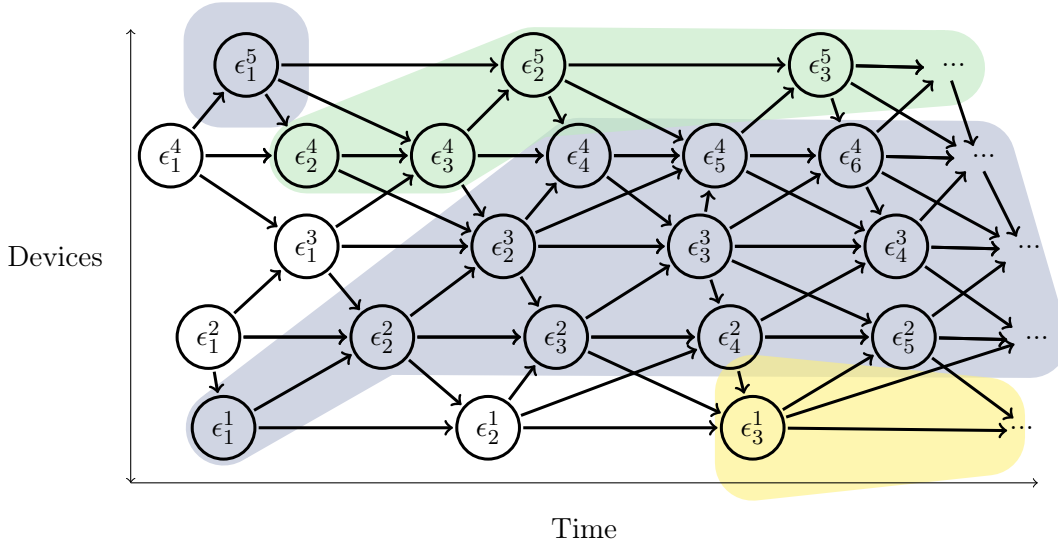 ϵ₁⁵ ϵ₂⁵ ϵ₃⁵ ...
ϵ₁⁴ ϵ₂⁴ ϵ₃⁴ ϵ₄⁴ ϵ₅⁴ ϵ₆⁴ ...
Devices
ϵ₁³ ϵ₂³ ϵ₃³ ϵ₄³ ...
ϵ₁² ϵ₂² ϵ₃² ϵ₄² ϵ₅² ...
ϵ₁¹ ϵ₂¹ ϵ₃¹ ...
Time